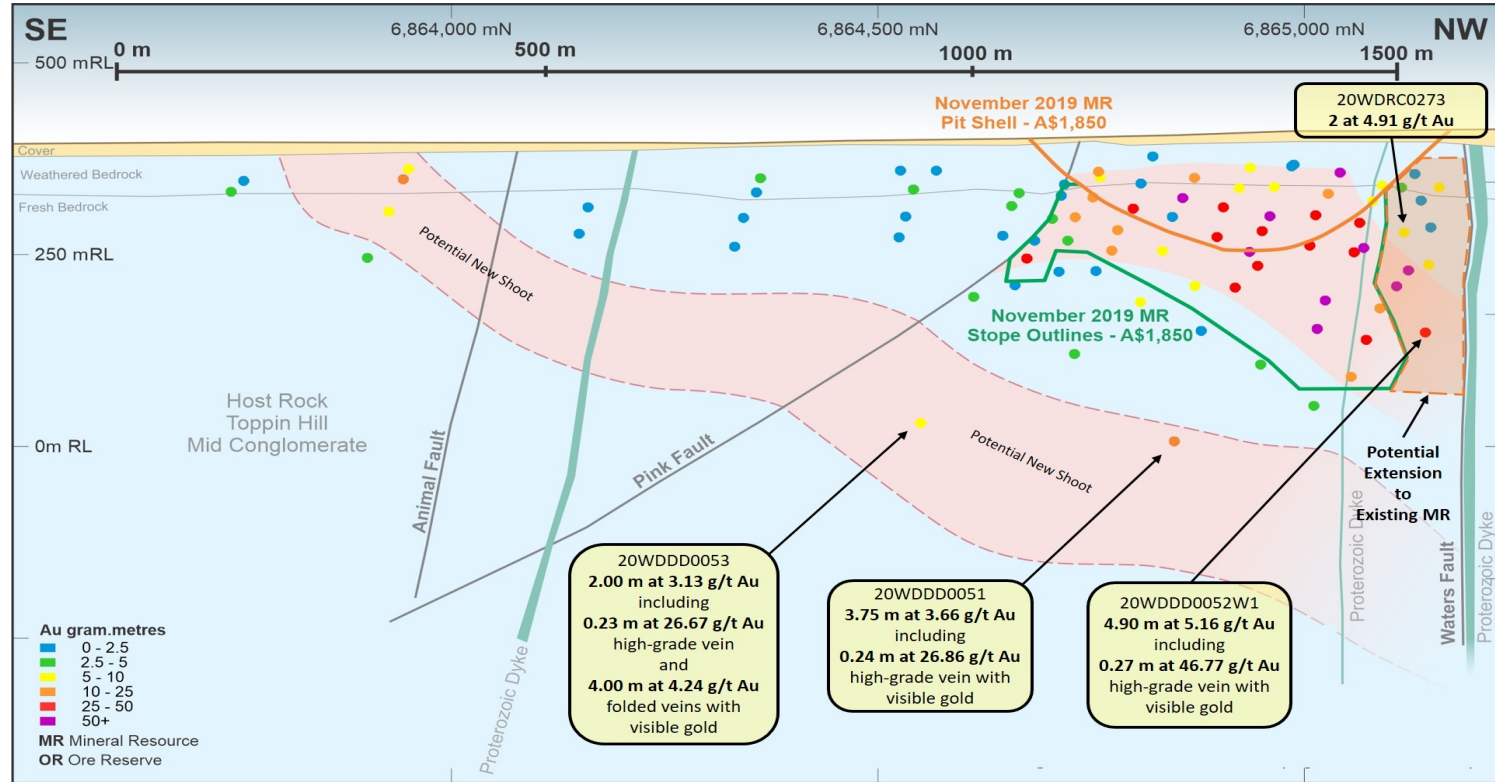 SE
6,864,000 mN
6,864,500 mN
6,865,000 mN
NW
0 m
500 m
1000 m
1500 m
500 mRL
250 mRL
0m RL
November 2019 MR
Pit Shell - A$1,850
20WDRC0273
2 at 4.91 g/t Au
Cover
Weathered Bedrock
Fresh Bedrock
Potential New Shoot
November 2019 MR
Stope Outlines - A$1,850
Host Rock
Toppin Hill
Mid Conglomerate
Animal Fault
Pink Fault
Potential New Shoot
Potential
Extension
to
Existing MR
Proterozoic Dyke
Proterozoic Dyke
Waters Fault
Proterozoic Dyke
20WDDD0053
2.00 m at 3.13 g/t Au
including
0.23 m at 26.67 g/t Au
high-grade vein
and
4.00 m at 4.24 g/t Au
folded veins with
visible gold
20WDDD0051
3.75 m at 3.66 g/t Au
including
0.24 m at 26.86 g/t Au
high-grade vein with
visible gold
20WDDD0052W1
4.90 m at 5.16 g/t Au
including
0.27 m at 46.77 g/t Au
high-grade vein with
visible gold
Au gram.metres
0 - 2.5
2.5 - 5
5 - 10
10 - 25
25 - 50
50+
MR Mineral Resource
OR Ore Reserve